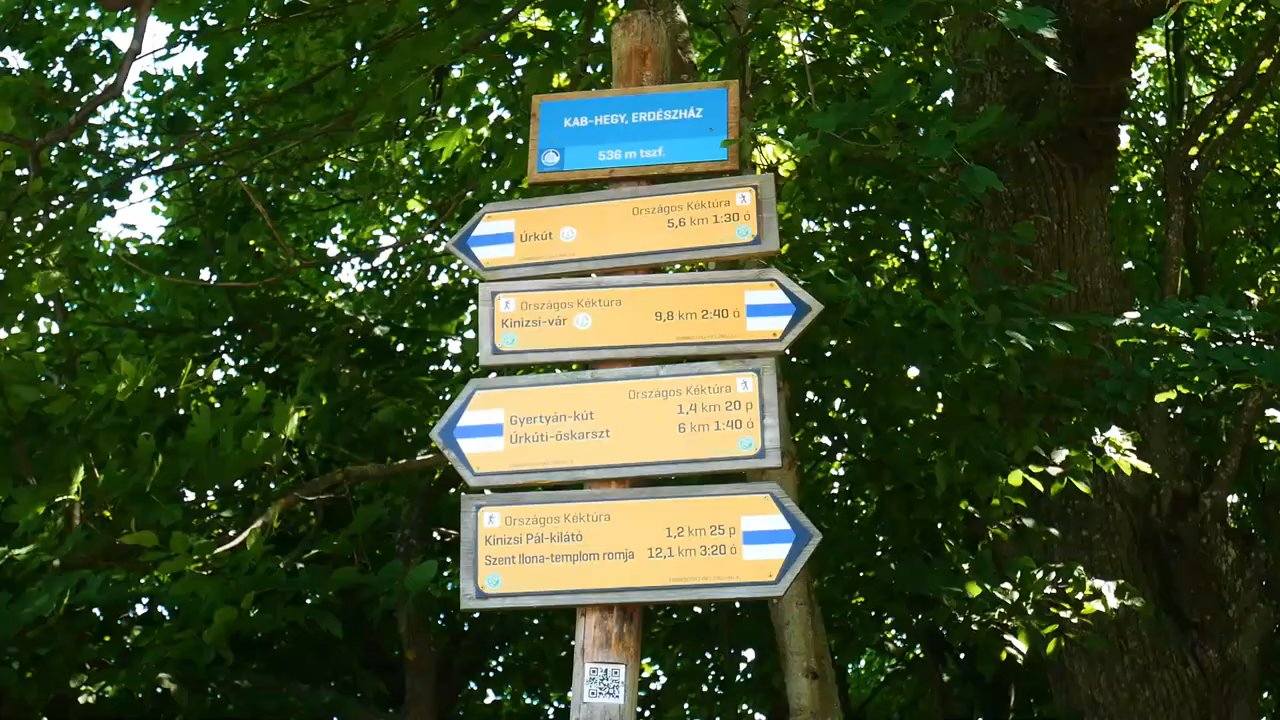 KAB-HEGY, ERDÉSZHÁZ
536 m tszf.
Országos Kéktúra
Úrkút 5,6 km 1:30 ó
Országos Kéktúra
Kinizsi-vár 9,8 km 2:40 ó
Országos Kéktúra
Gyertyán-kút 1,4 km 20 p
Úrkúti-őskarszt 6 km 1:40 ó
Országos Kéktúra
Kinizsi Pál-kilátó 1,2 km 25 p
Szent Ilona-templom romja 12,1 km 3:20 ó